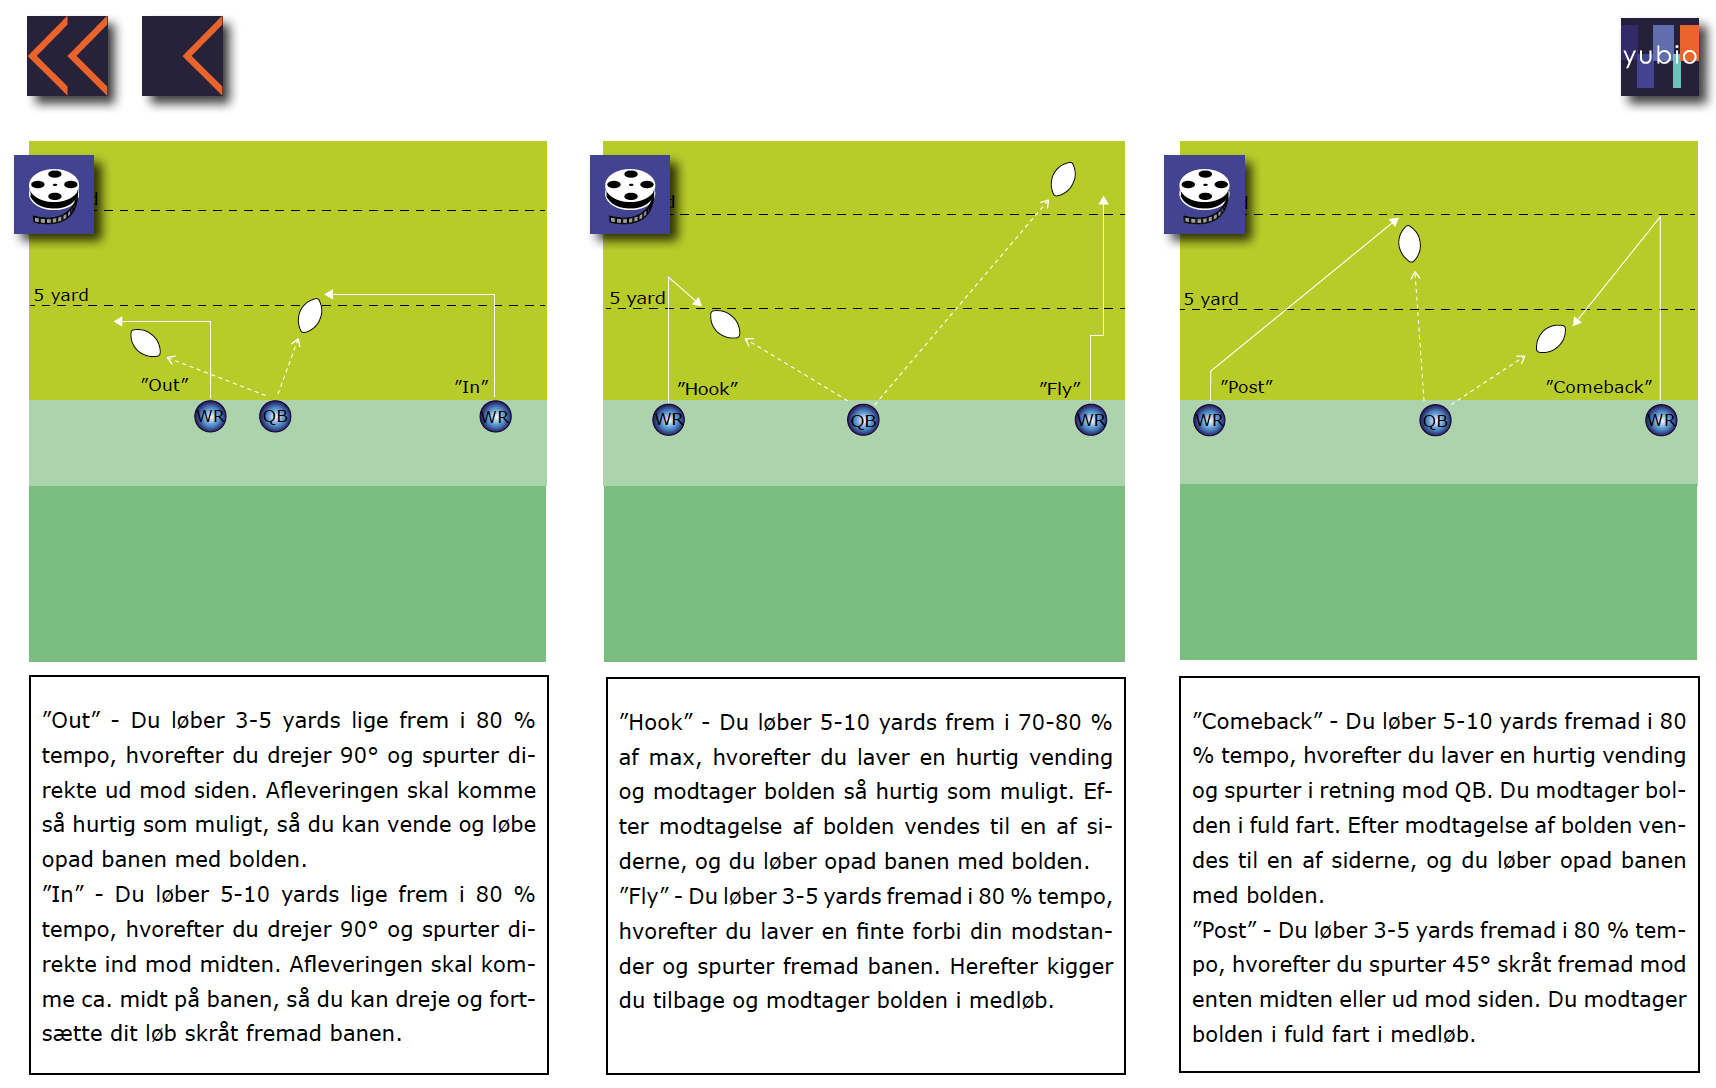 yubio
d
5 yard
"Out"
"In"
WR
QB
WR
d
5 yard
"Hook"
"Fly"
WR
QB
WR
d
5 yard
"Post"
"Comeback"
WR
QB
WR
”Out” - Du løber 3-5 yards lige frem i 80 %
tempo, hvorefter du drejer 90° og spurter di-
rekte ud mod siden. Afleveringen skal komme
så hurtig som muligt, så du kan vende og løbe
opad banen med bolden.
”In” - Du løber 5-10 yards lige frem i 80 %
tempo, hvorefter du drejer 90° og spurter di-
rekte ind mod midten. Afleveringen skal kom-
me ca. midt på banen, så du kan dreje og fort-
sætte dit løb skråt fremad banen.
”Hook” - Du løber 5-10 yards frem i 70-80 %
af max, hvorefter du laver en hurtig vending
og modtager bolden så hurtig som muligt. Ef-
ter modtagelse af bolden vendes til en af si-
derne, og du løber opad banen med bolden.
”Fly” - Du løber 3-5 yards fremad i 80 % tempo,
hvorefter du laver en finte forbi din modstan-
der og spurter fremad banen. Herefter kigger
du tilbage og modtager bolden i medløb.
”Comeback” - Du løber 5-10 yards fremad i 80
% tempo, hvorefter du laver en hurtig vending
og spurter i retning mod QB. Du modtager bol-
den i fuld fart. Efter modtagelse af bolden ven-
des til en af siderne, og du løber opad banen
med bolden.
”Post” - Du løber 3-5 yards fremad i 80 % tem-
po, hvorefter du spurter 45° skråt fremad mod
enten midten eller ud mod siden. Du modtager
bolden i fuld fart i medløb.